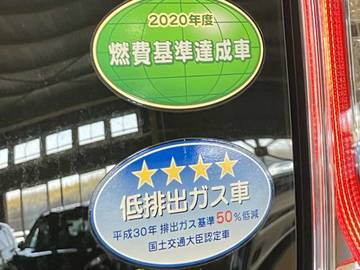 2020年度
燃費基準達成車
★★★★
低排出ガス車
平成30年 排出ガス基準50%低減
国土交通大臣認定車